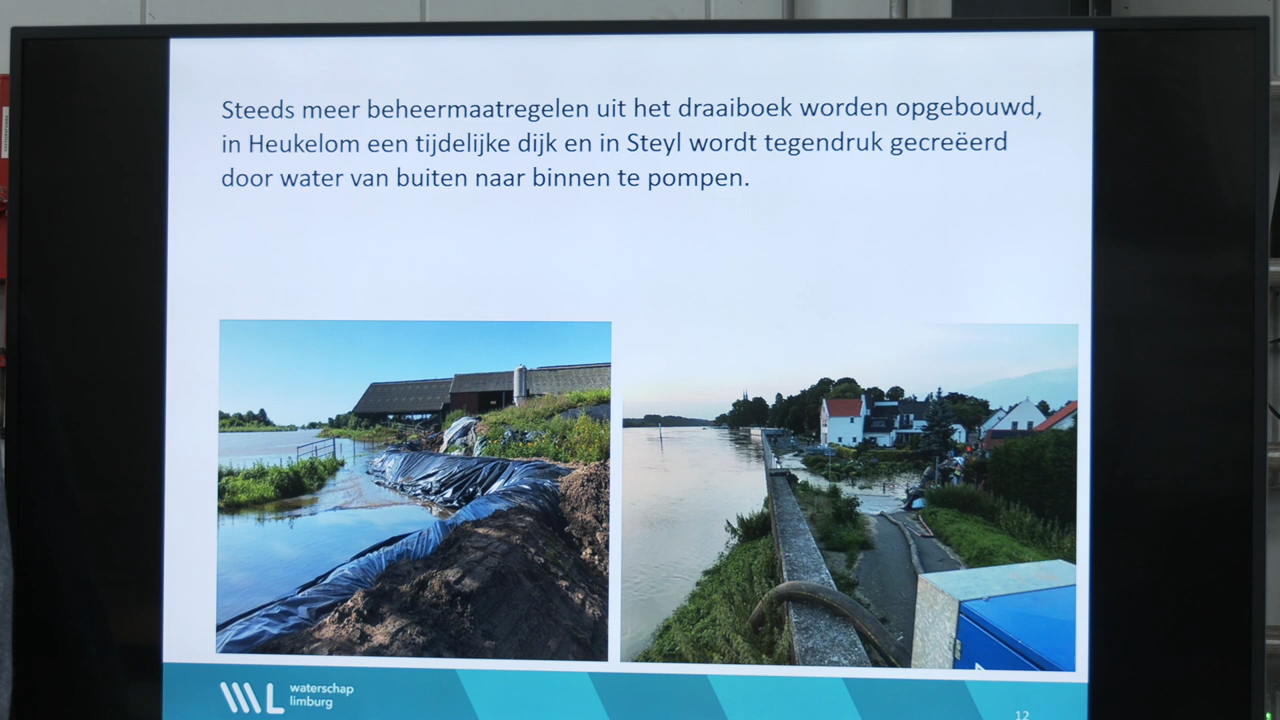 Steeds meer beheermaatregelen uit het draaiboek worden opgebouwd,
in Heukelom een tijdelijke dijk en in Steyl wordt tegendruk gecreëerd
door water van buiten naar binnen te pompen.
WL waterschap
limburg
12